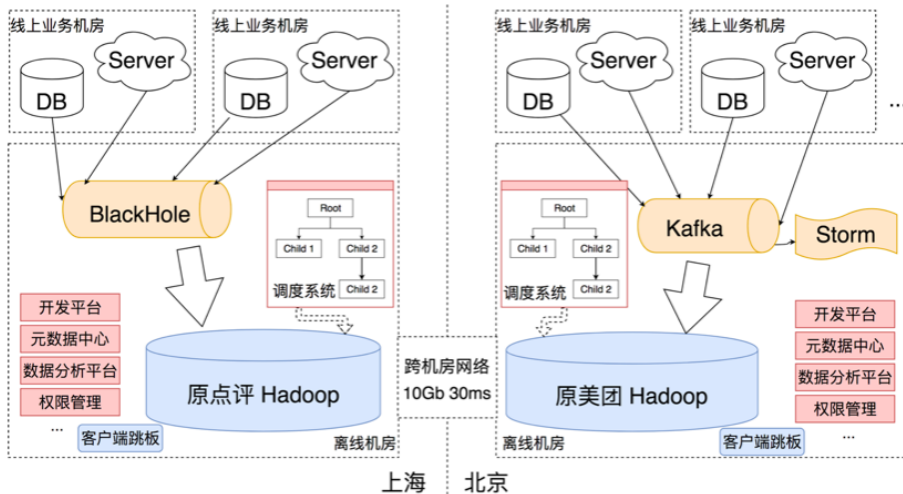 线上业务机房
DB
Server
线上业务机房
DB
Server
BlackHole
Root
Child 1
Child 2
Child 2
调度系统
开发平台
元数据中心
数据分析平台
权限管理
...
客户端跳板
原点评 Hadoop
离线机房
上海
跨机房网络
10Gb 30ms
线上业务机房
DB
Server
线上业务机房
DB
Server
...
Kafka
Storm
Root
Child 1
Child 2
Child 2
调度系统
原美团 Hadoop
开发平台
元数据中心
数据分析平台
权限管理
...
客户端跳板
离线机房
北京